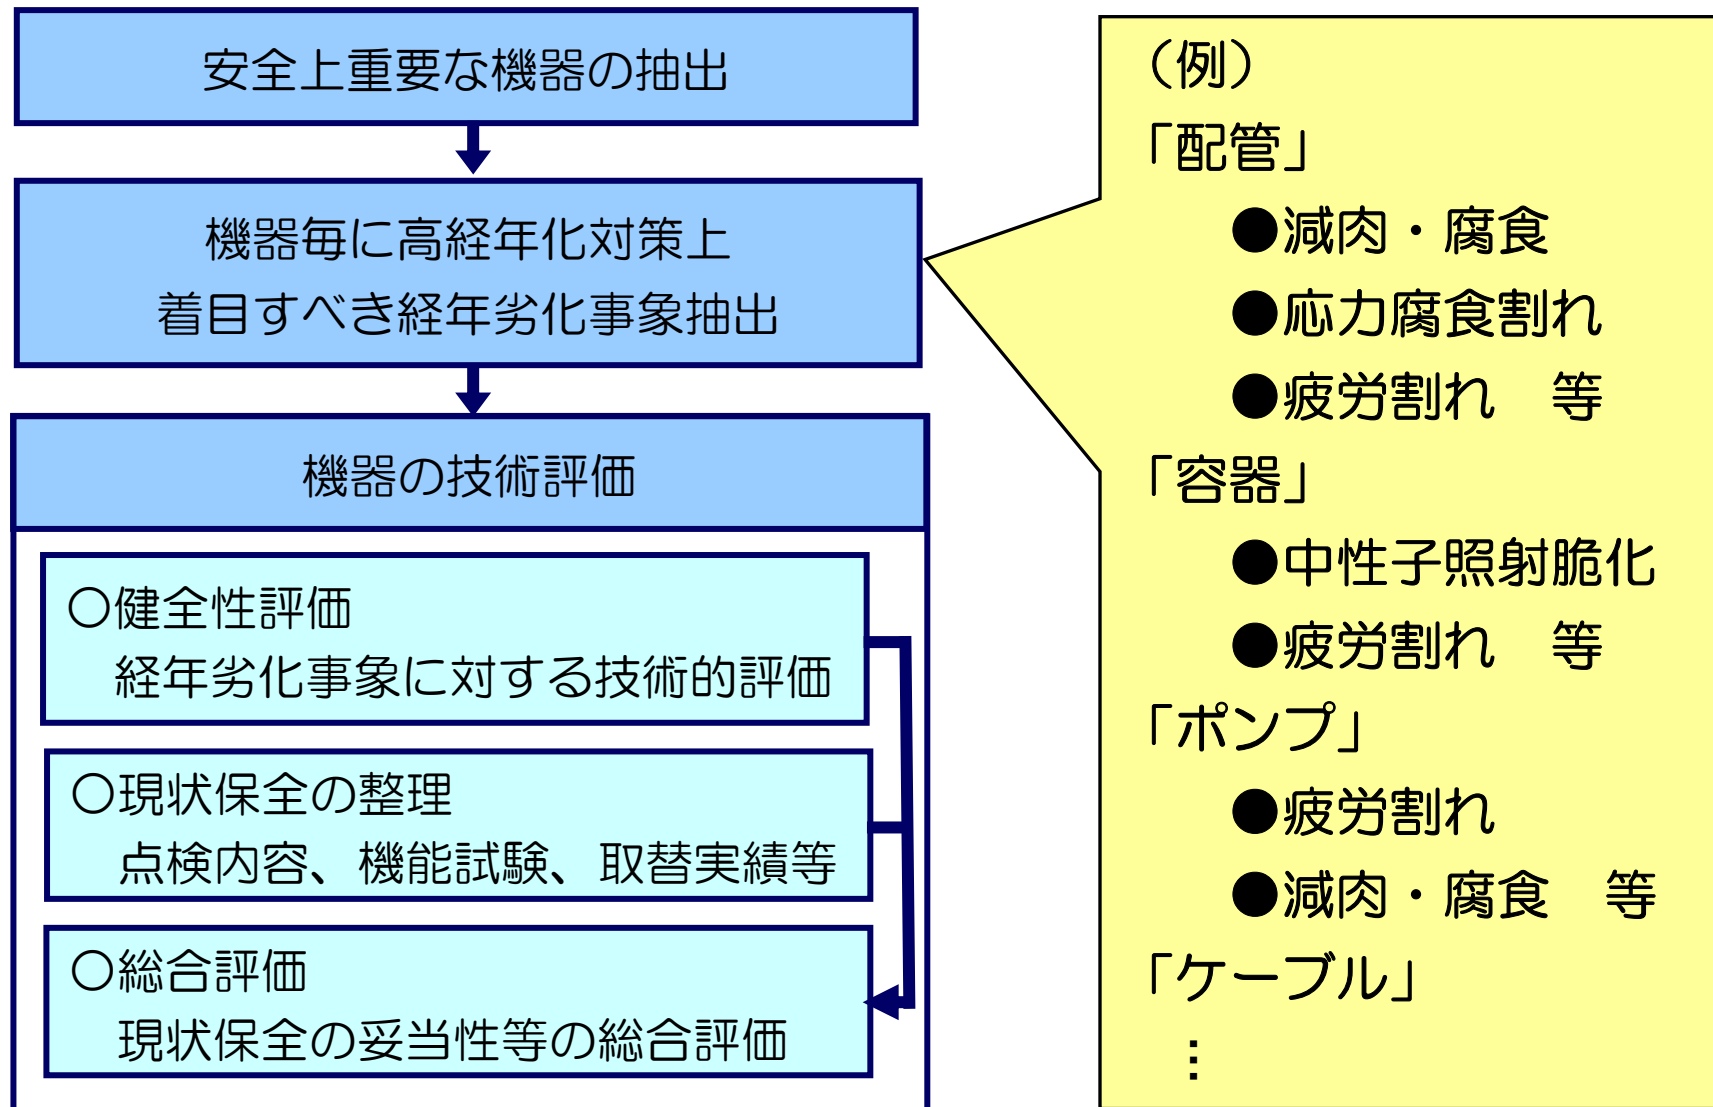 安全上重要な機器の抽出
機器毎に高経年化対策上
着目すべき経年劣化事象抽出
機器の技術評価
○健全性評価
経年劣化事象に対する技術的評価
○現状保全の整理
点検内容、機能試験、取替実績等
○総合評価
現状保全の妥当性等の総合評価
（例）
「配管」
●減肉・腐食
●応力腐食割れ
●疲労割れ　等
「容器」
●中性子照射脆化
●疲労割れ　等
「ポンプ」
●疲労割れ
●減肉・腐食　等
「ケーブル」
…